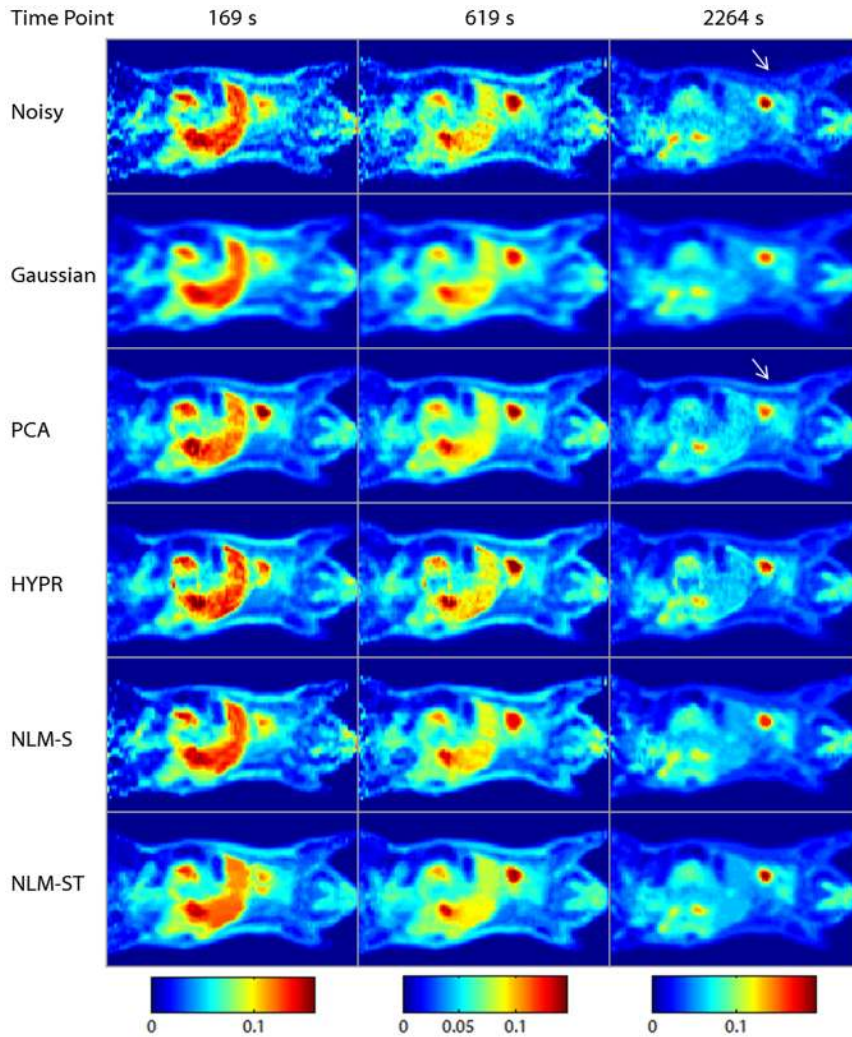 Time Point 169 s 619 s 2264 s
Noisy
Gaussian
PCA
HYPR
NLM-S
NLM-ST
0 0.1 0 0.05 0.1 0 0.1